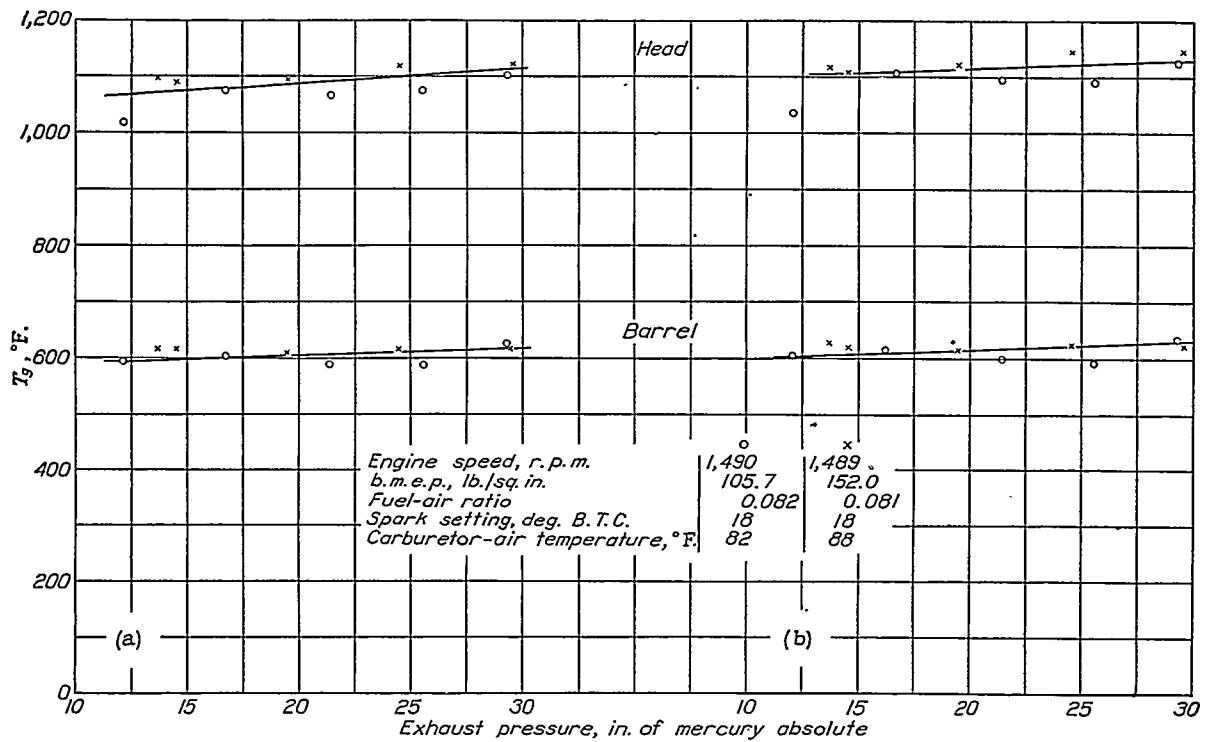 1,200
Head
1,000
800
Barrel
600
Tg, °F.
o x
Engine speed, r.p.m. 1,490 1,489
b.m.e.p., lb./sq. in. 105.7 152.0
Fuel-air ratio 0.082 0.081
Spark setting, deg. B.T.C. 18 18
Carburetor-air temperature, °F. 82 88
400
200
(a) (b)
0
10 15 20 25 30 10 15 20 25 30
Exhaust pressure, in. of mercury absolute